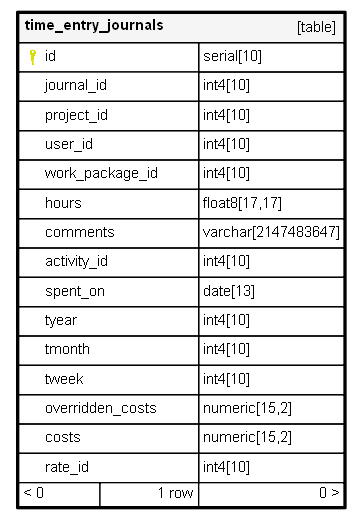 time_entry_journals [table]
id serial[10]
journal_id int4[10]
project_id int4[10]
user_id int4[10]
work_package_id int4[10]
hours float8[17,17]
comments varchar[2147483647]
activity_id int4[10]
spent_on date[13]
tyear int4[10]
tmonth int4[10]
tweek int4[10]
overridden_costs numeric[15,2]
costs numeric[15,2]
rate_id int4[10]
< 0 1 row 0 >